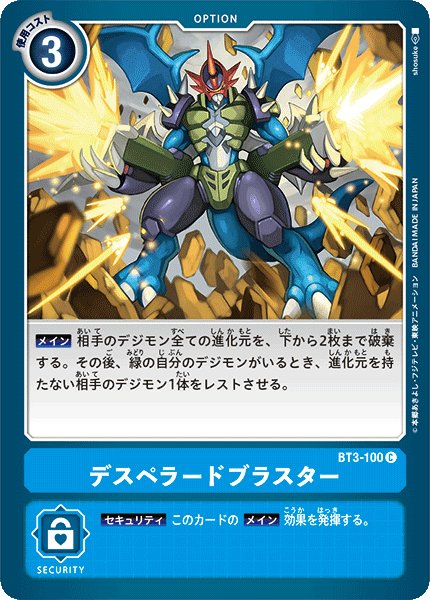 OPTION
使用コスト
3
shosuke
©本郷あきよし・フジテレビ・東映アニメーション BANDAI MADE IN JAPAN
メイン 相手のデジモン全ての進化元を、下から2枚まで破棄
する。その後、緑の自分のデジモンがいるとき、進化元を持
たない相手のデジモン1体をレストさせる。
BT3-100 C
デスペラードブラスター
セキュリティ このカードの メイン 効果を発揮する。
SECURITY